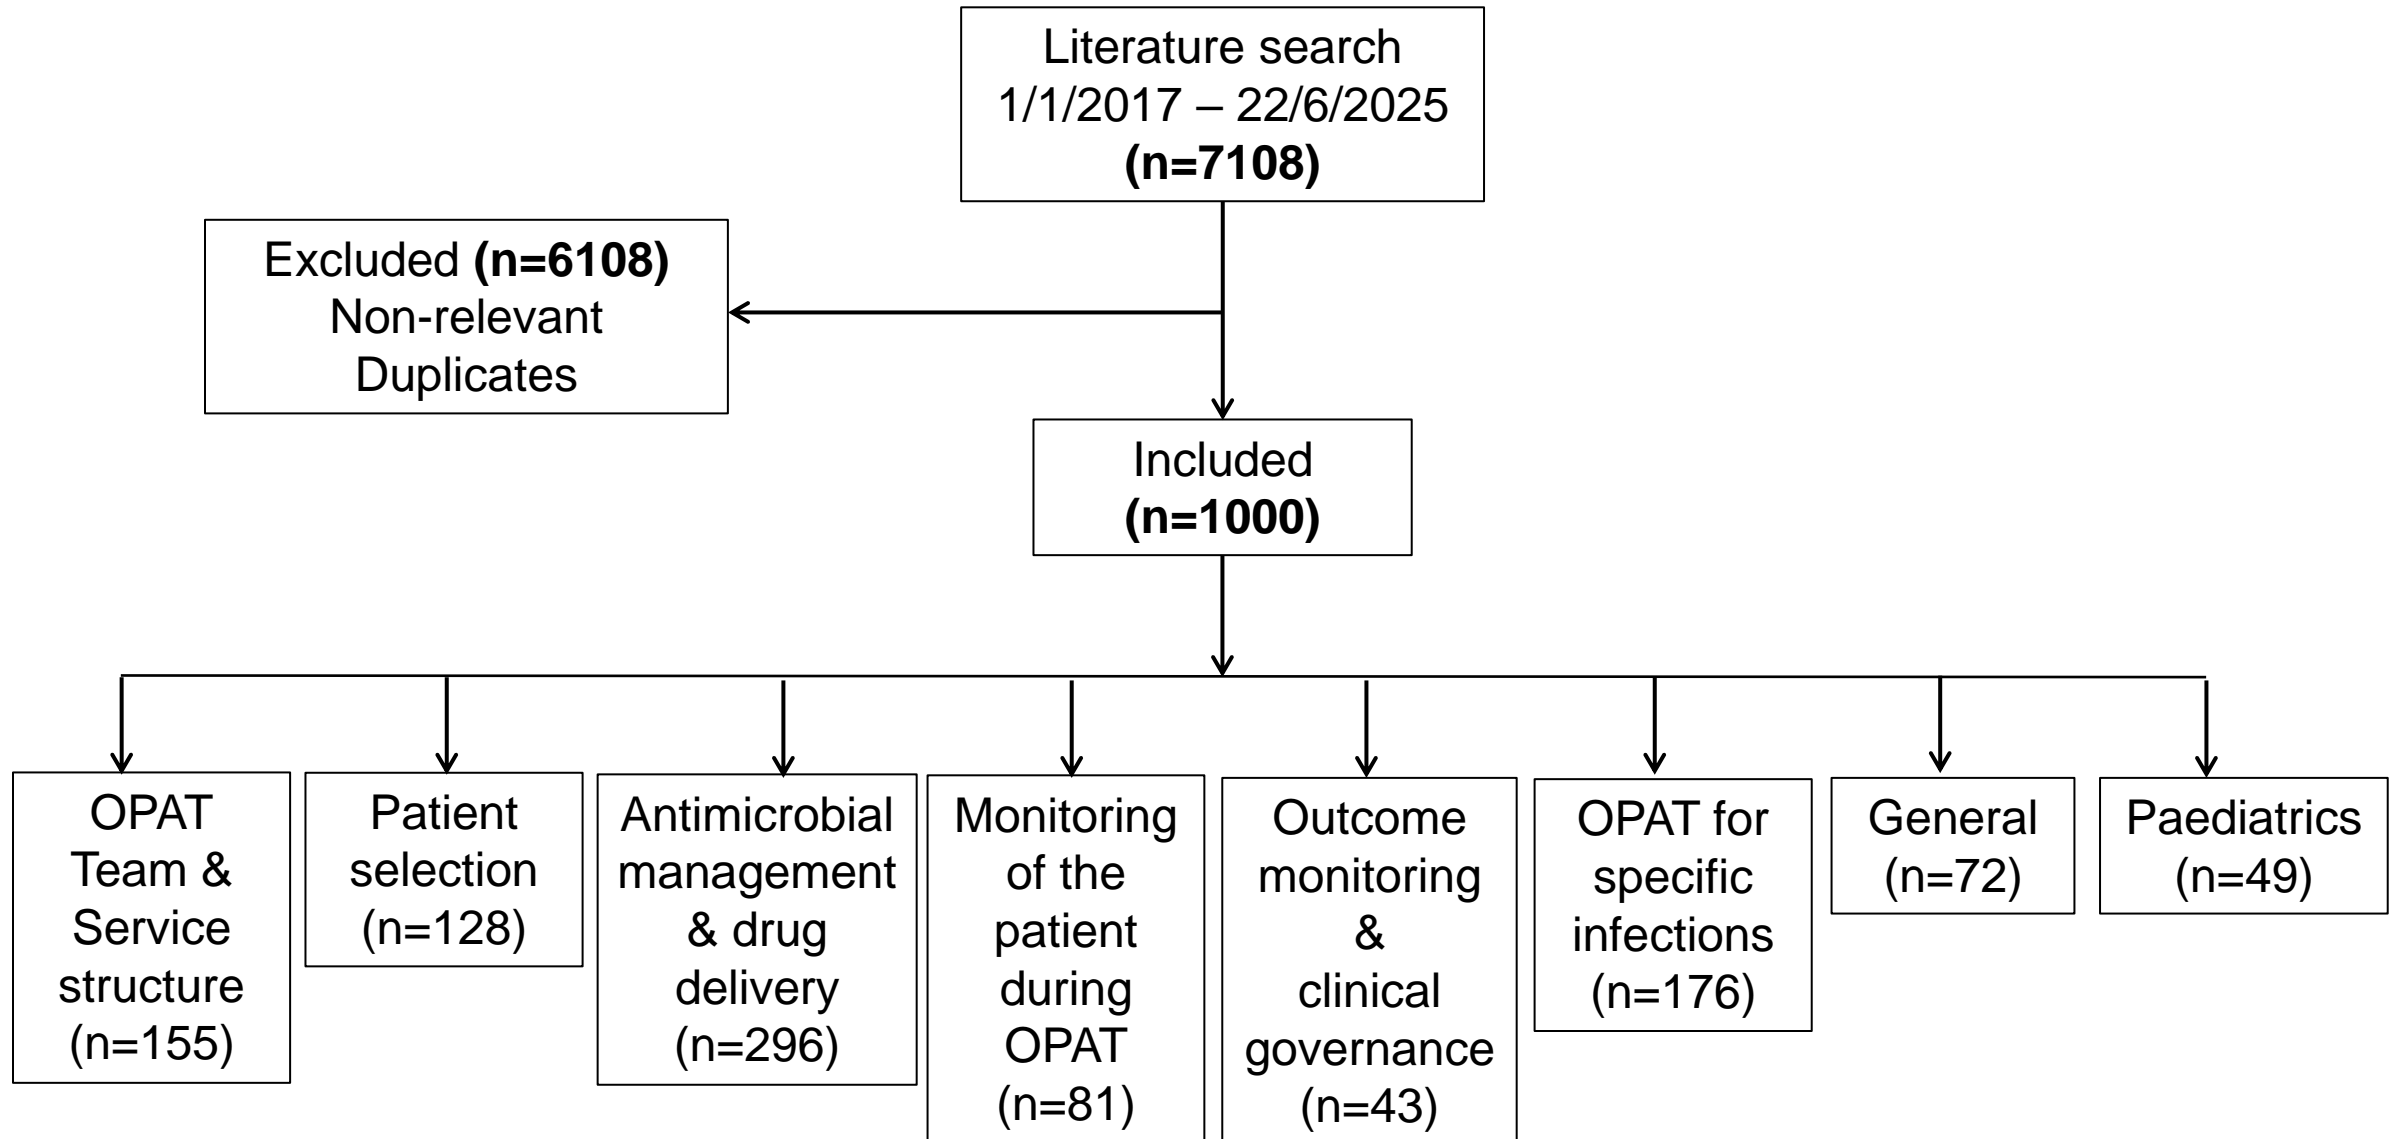 Literature search
1/1/2017 – 22/6/2025
(n=7108)
Excluded (n=6108)
Non-relevant
Duplicates
Included
(n=1000)
OPAT
Team &
Service
structure
(n=155)
Patient
selection
(n=128)
Antimicrobial
management
& drug
delivery
(n=296)
Monitoring
of the
patient
during
OPAT
(n=81)
Outcome
monitoring
&
clinical
governance
(n=43)
OPAT for
specific
infections
(n=176)
General
(n=72)
Paediatrics
(n=49)